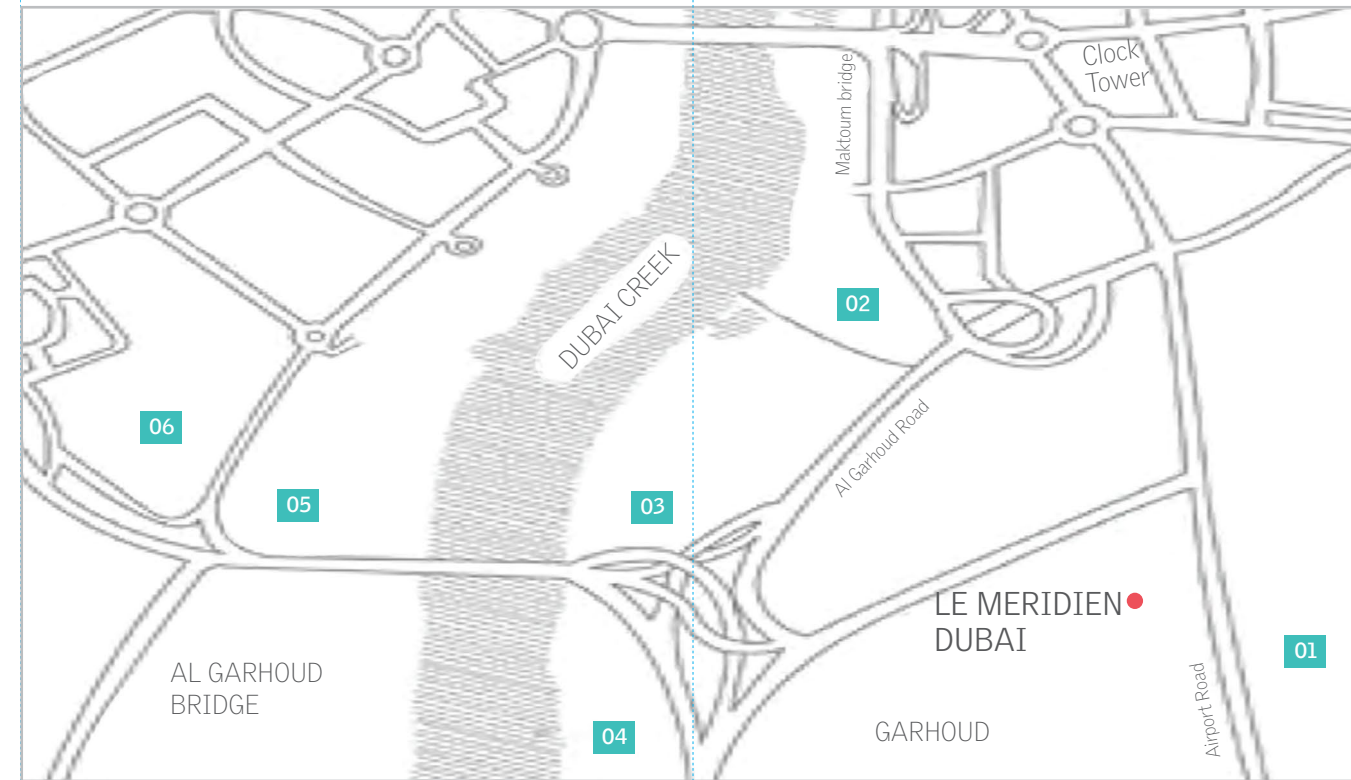 Clock
Tower
Maktoum bridge
DUBAI CREEK
02
Al Garhoud Road
06
05
03
LE MERIDIEN
DUBAI
01
AL GARHOUD
BRIDGE
Airport Road
04
GARHOUD